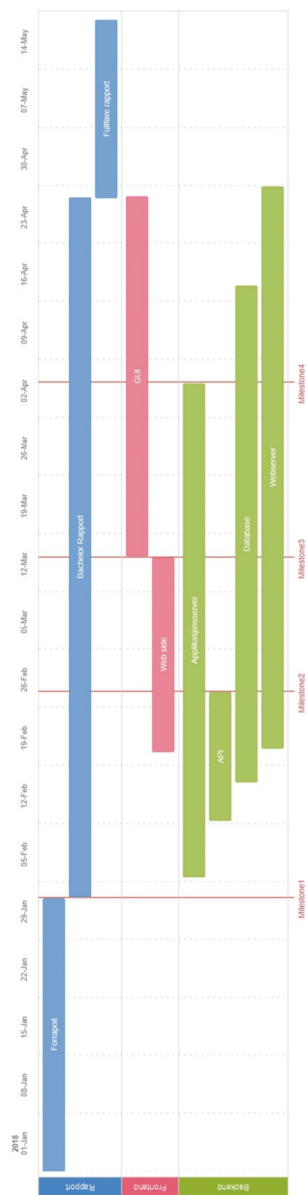 2018
01-Jan
08-Jan
15-Jan
22-Jan
29-Jan
05-Feb
12-Feb
19-Feb
26-Feb
05-Mar
12-Mar
19-Mar
26-Mar
02-Apr
09-Apr
16-Apr
23-Apr
30-Apr
07-May
14-May
Rapport
Forrapoit
Bachelor Rapport
Fullføre rapport
Frontend
GUI
Web side
Backend
Applikasjonsserver
API
Database
Webserver
Milestone1
Milestone2
Milestone3
Milestone4